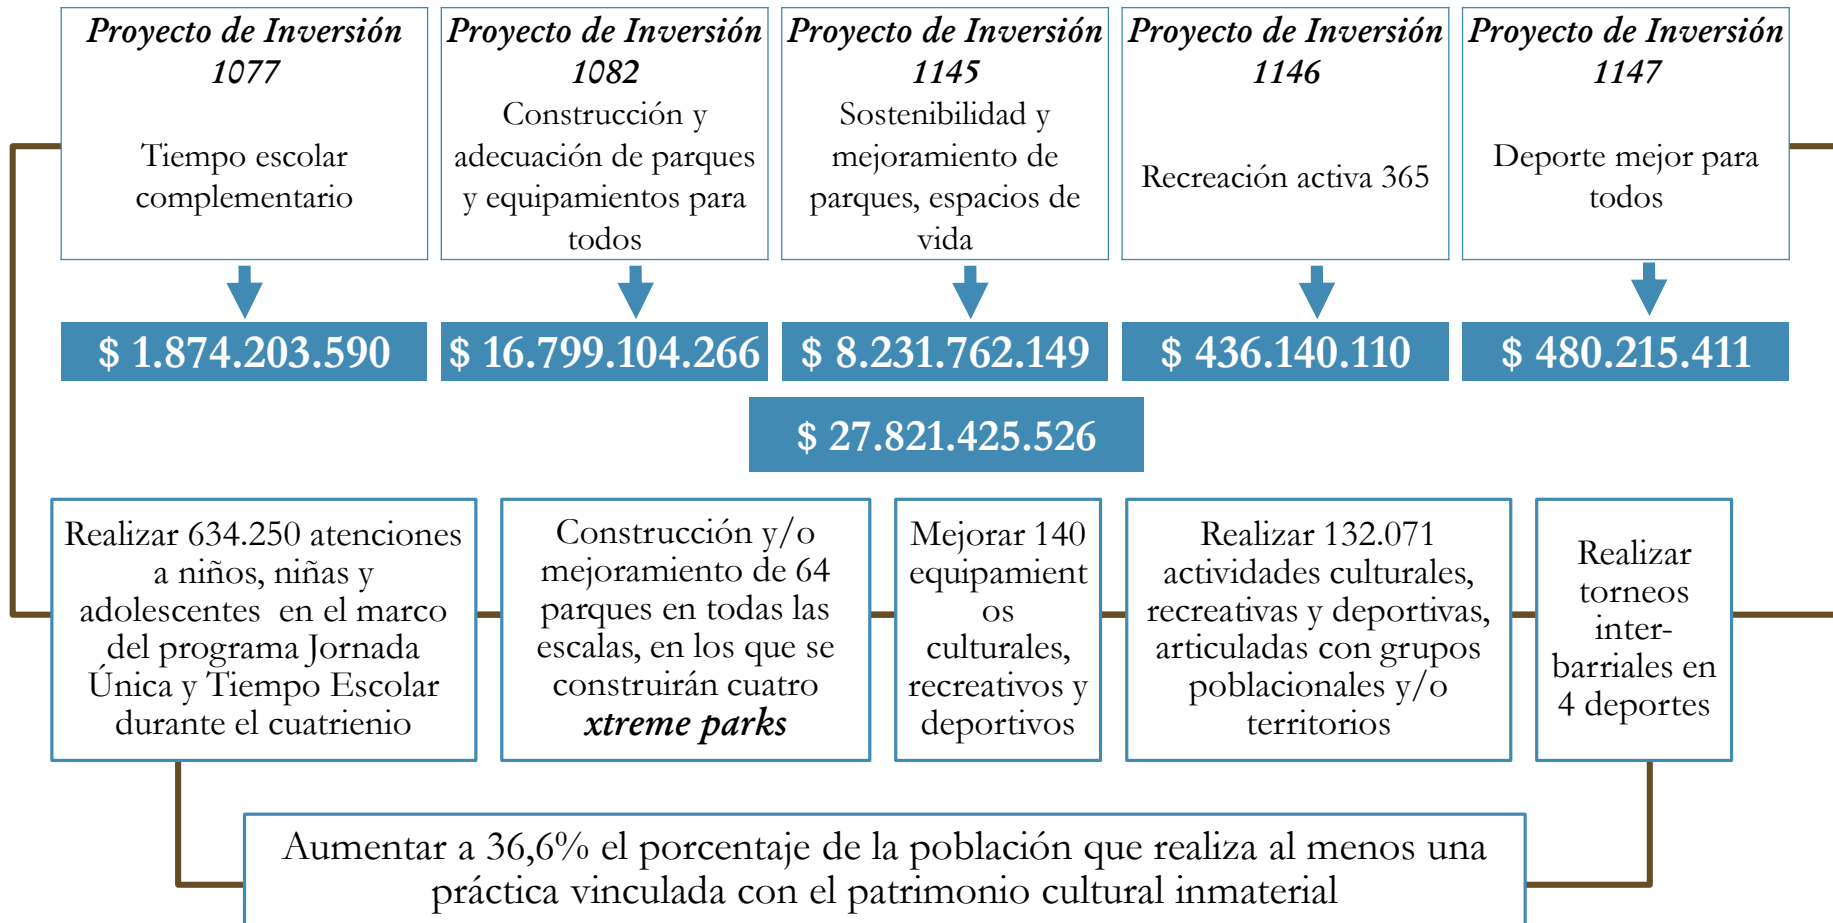 Proyecto de Inversión
1077
Tiempo escolar
complementario
Proyecto de Inversión
1082
Construcción y
adecuación de parques
y equipamientos para
todos
Proyecto de Inversión
1145
Sostenibilidad y
mejoramiento de
parques, espacios de
vida
Proyecto de Inversión
1146
Recreación activa 365
Proyecto de Inversión
1147
Deporte mejor para
todos
$ 1.874.203.590
$ 16.799.104.266
$ 8.231.762.149
$ 436.140.110
$ 480.215.411
$ 27.821.425.526
Realizar 634.250 atenciones
a niños, niñas y
adolescentes en el marco
del programa Jornada
Única y Tiempo Escolar
durante el cuatrienio
Construcción y/o
mejoramiento de 64
parques en todas las
escalas, en los que se
construirán cuatro
xtreme parks
Mejorar 140
equipamient
os
culturales,
recreativos y
deportivos
Realizar 132.071
actividades culturales,
recreativas y deportivas,
articuladas con grupos
poblacionales y/o
territorios
Realizar
torneos
inter-
barriales en
4 deportes
Aumentar a 36,6% el porcentaje de la población que realiza al menos una
práctica vinculada con el patrimonio cultural inmaterial